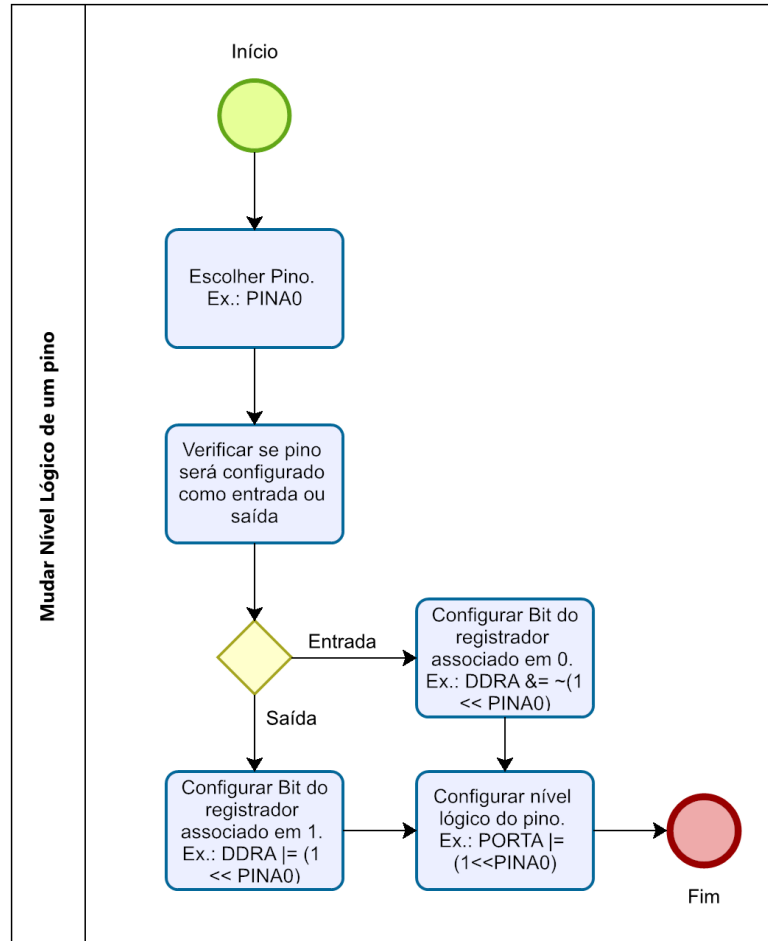 Mudar Nível Lógico de um pino
Início
Escolher Pino.
Ex.: PINA0
Verificar se pino
será configurado
como entrada ou
saída
Entrada
Configurar Bit do
registrador
associado em 0.
Ex.: DDRA &= ~(1
<< PINA0)
Saída
Configurar Bit do
registrador
associado em 1.
Ex.: DDRA |= (1
<< PINA0)
Configurar nível
lógico do pino.
Ex.: PORTA |=
(1<<PINA0)
Fim